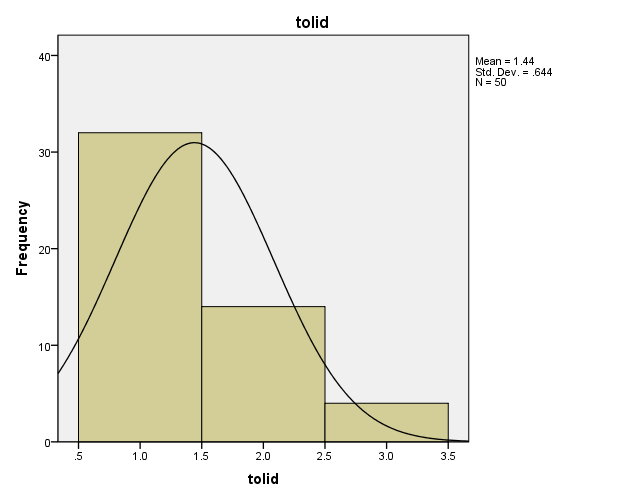 tolid
Mean = 1.44
Std. Dev. = .644
N = 50
40
30
20
10
0
Frequency
.5 1.0 1.5 2.0 2.5 3.0 3.5
tolid